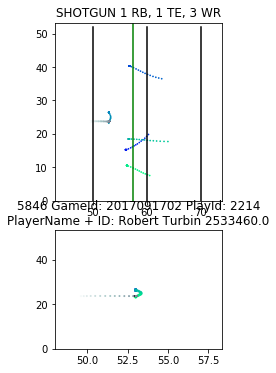 SHOTGUN 1 RB, 1 TE, 3 WR
50
40
30
20
10
0
50 60 70
5846 GameId: 2017091702 PlayId: 2214
PlayerName + ID: Robert Turbin 2533460.0
40
20
0
50.0 52.5 55.0 57.5